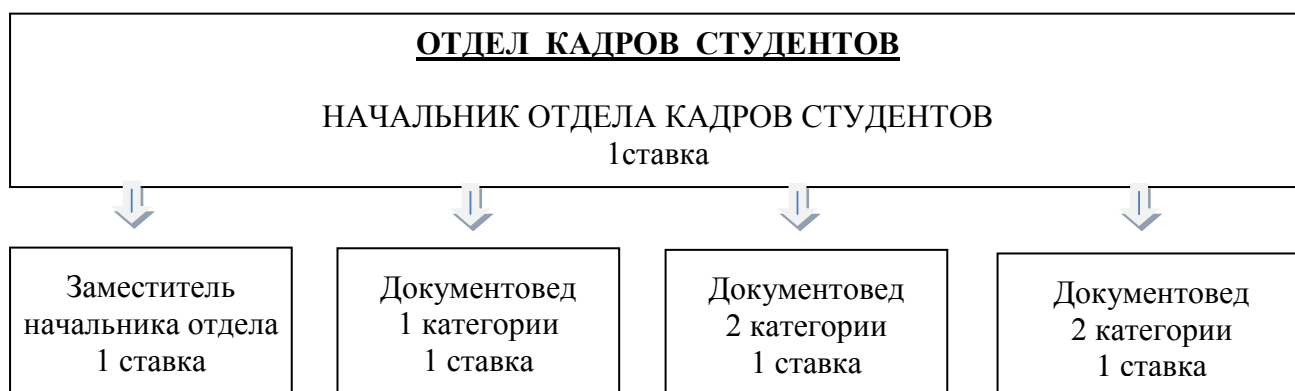 ОТДЕЛ КАДРОВ СТУДЕНТОВ
НАЧАЛЬНИК ОТДЕЛА КАДРОВ СТУДЕНТОВ
1ставка
Заместитель
начальника отдела
1 ставка
Документовед
1 категории
1 ставка
Документовед
2 категории
1 ставка
Документовед
2 категории
1 ставка